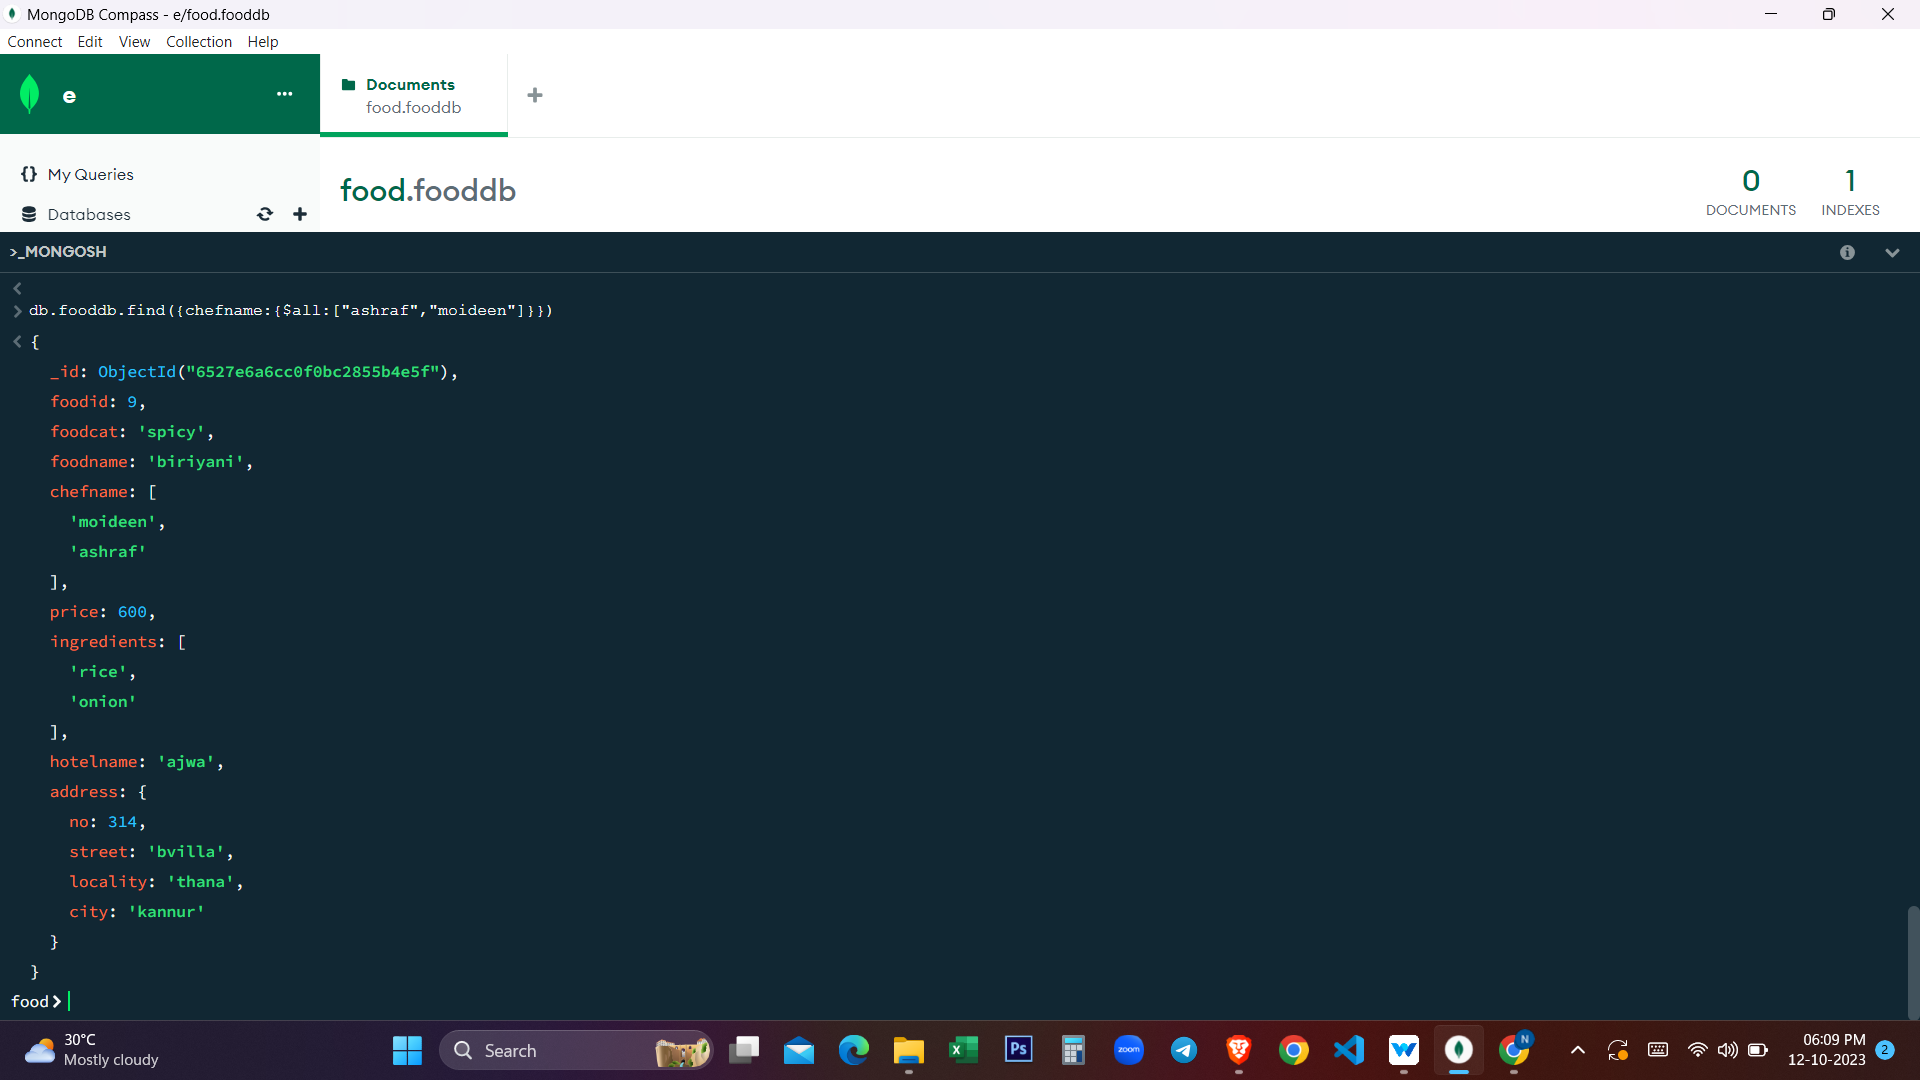 MongoDB Compass - e/food.fooddb
Connect Edit View Collection Help
e
Documents
food.fooddb
My Queries
Databases
food.fooddb
0
DOCUMENTS
1
INDEXES
>_MONGOSH
db.fooddb.find({chefname:{$all:["ashraf","moideen"]}})
{
_id: ObjectId("6527e6a6cc0f0bc2855b4e5f"),
foodid: 9,
foodcat: 'spicy',
foodname: 'biriyani',
chefname: [
'moideen',
'ashraf'
],
price: 600,
ingredients: [
'rice',
'onion'
],
hotelname: 'ajwa',
address: {
no: 314,
street: 'bvilla',
locality: 'thana',
city: 'kannur'
}
}
food>
30°C
Mostly cloudy
Search
Ps
zoom
N
06:09 PM
12-10-2023
2